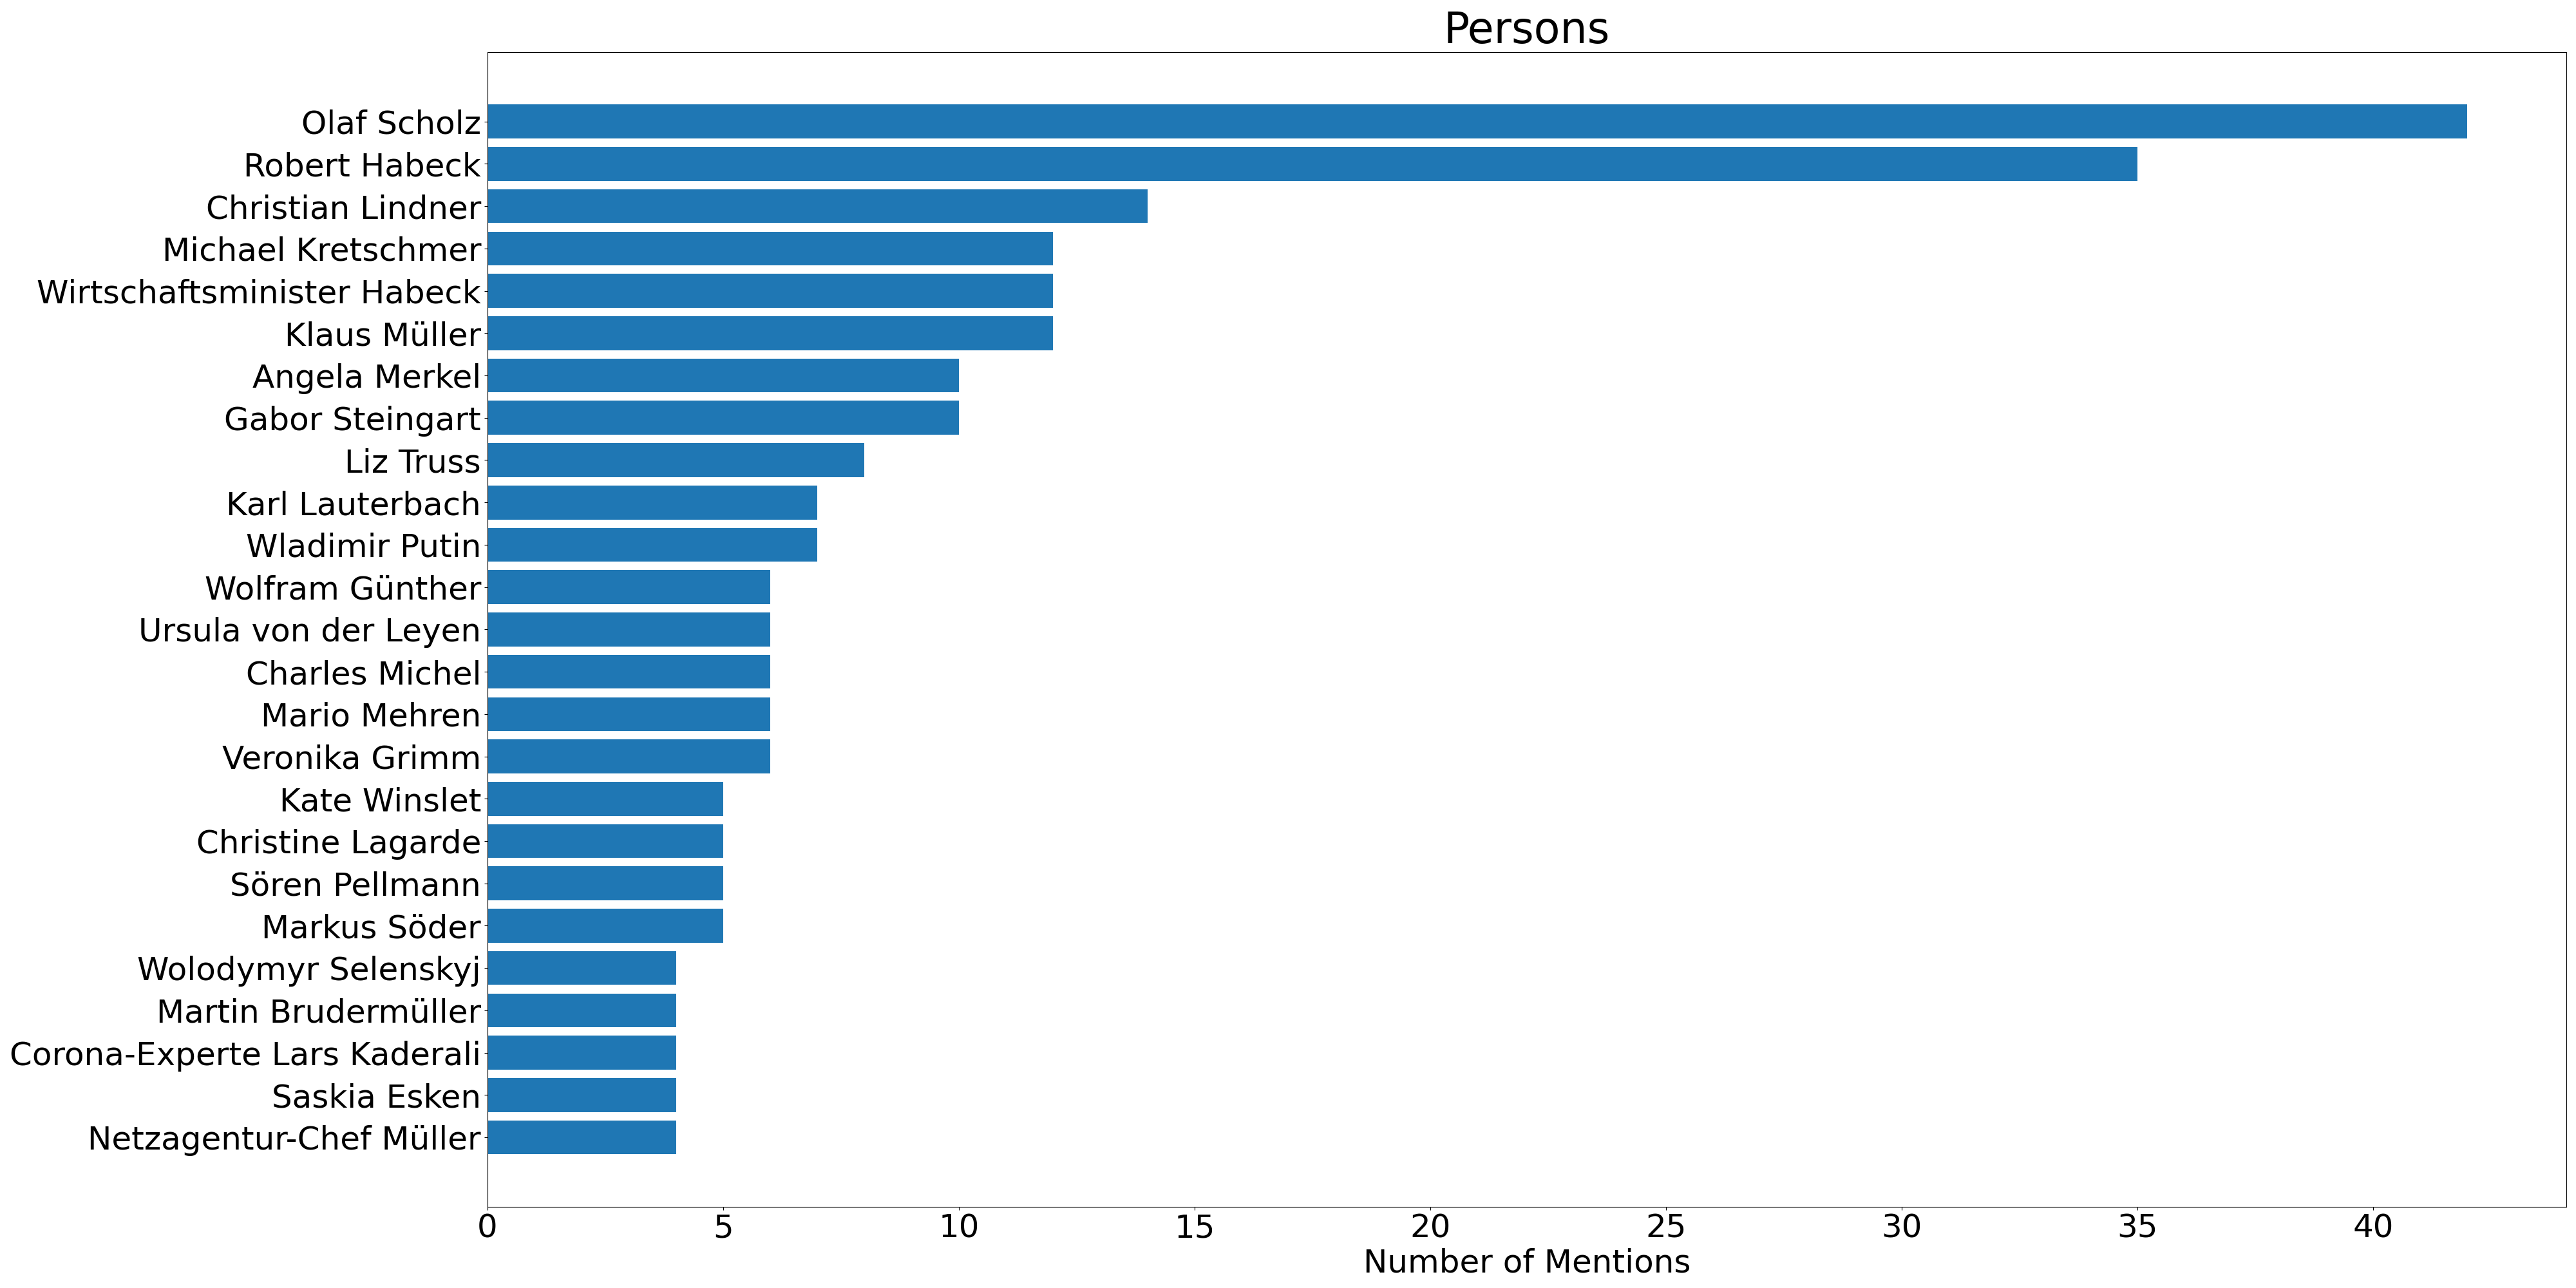 Persons
Olaf Scholz
Robert Habeck
Christian Lindner
Michael Kretschmer
Wirtschaftsminister Habeck
Klaus Müller
Angela Merkel
Gabor Steingart
Liz Truss
Karl Lauterbach
Wladimir Putin
Wolfram Günther
Ursula von der Leyen
Charles Michel
Mario Mehren
Veronika Grimm
Kate Winslet
Christine Lagarde
Sören Pellmann
Markus Söder
Wolodymyr Selenskyj
Martin Brudermüller
Corona-Experte Lars Kaderali
Saskia Esken
Netzagentur-Chef Müller
0 5 10 15 20 25 30 35 40
Number of Mentions